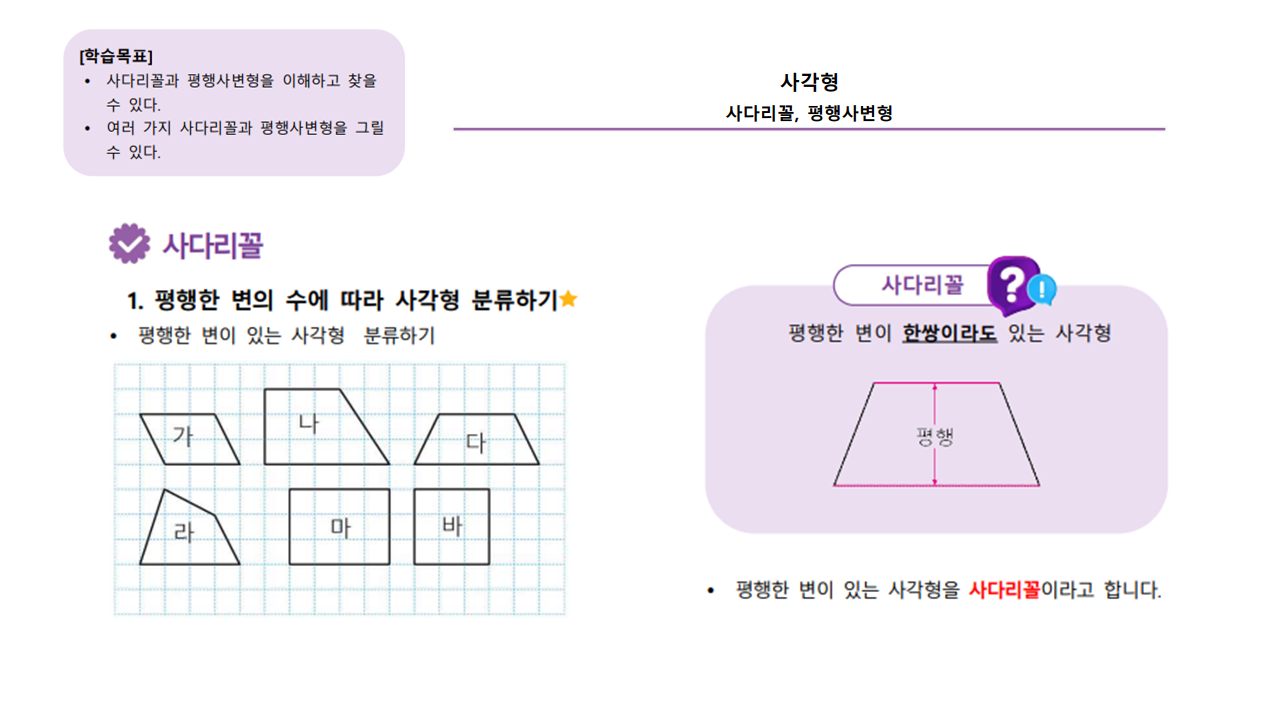 [학습목표]
• 사다리꼴과 평행사변형을 이해하고 찾을
수 있다.
• 여러 가지 사다리꼴과 평행사변형을 그릴
수 있다.
사각형
사다리꼴, 평행사변형
사다리꼴
1. 평행한 변의 수에 따라 사각형 분류하기
• 평행한 변이 있는 사각형 분류하기
가
나
다
라
마
바
사다리꼴
평행한 변이 한쌍이라도 있는 사각형
평행
• 평행한 변이 있는 사각형을 사다리꼴이라고 합니다.